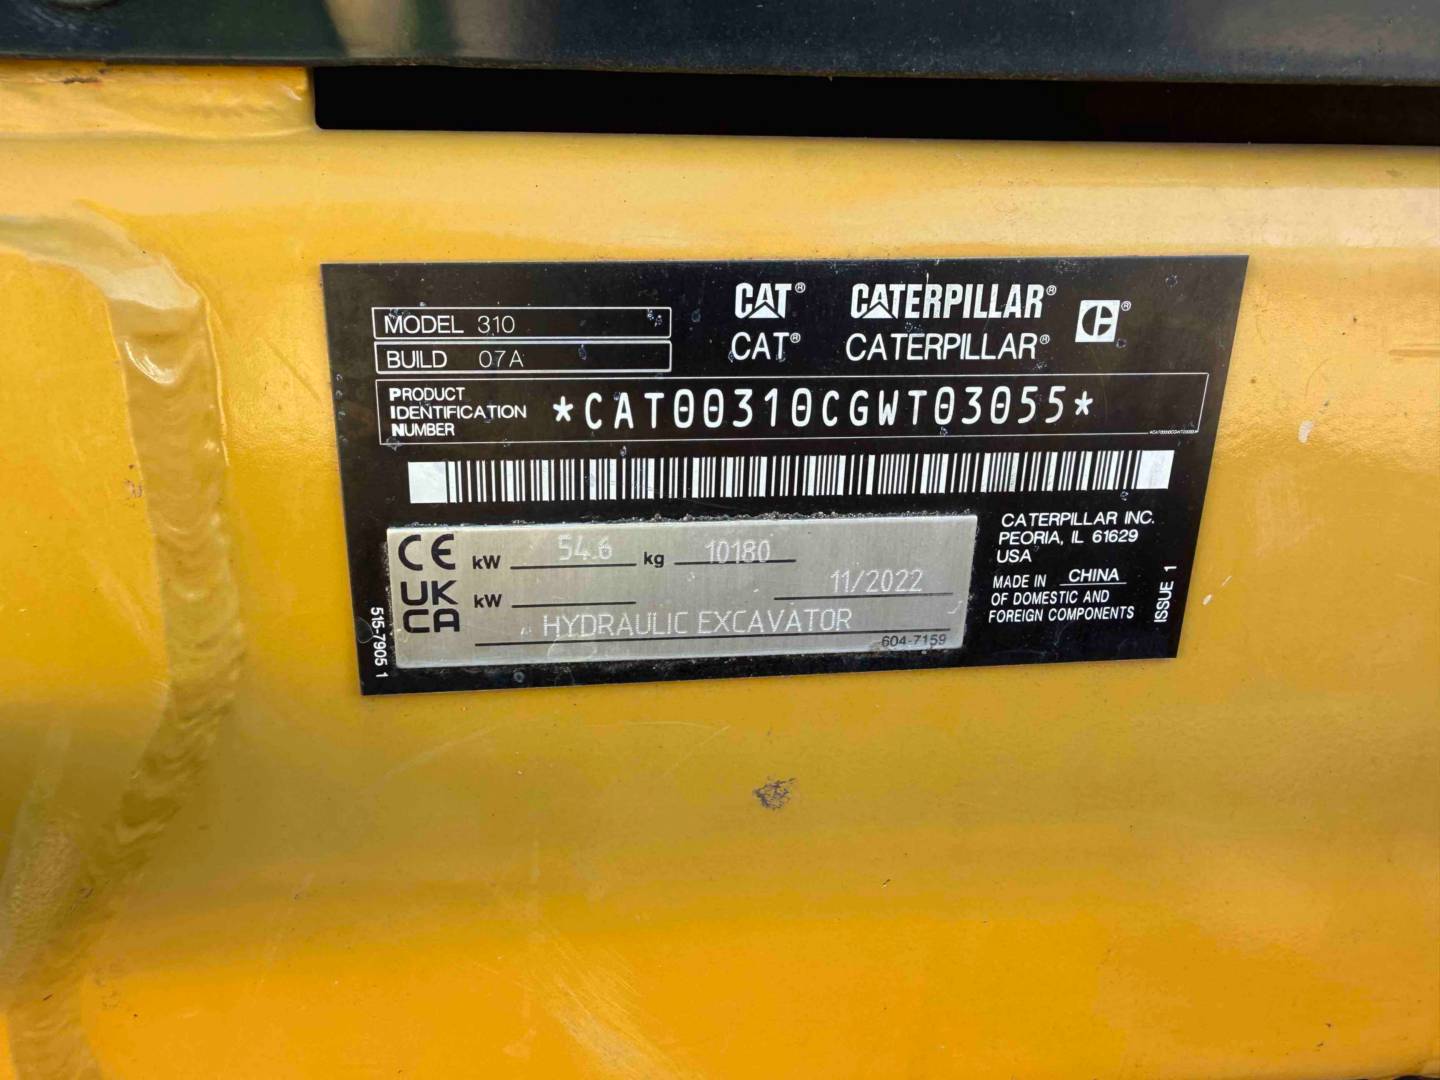 MODEL 310
BUILD 07A
CAT® CATERPILLAR® ®
CAT® CATERPILLAR®
PRODUCT
IDENTIFICATION
NUMBER
*CAT00310CGWT03055*
CE kW 54.6 kg 10180
UK
CA kW 11/2022
HYDRAULIC EXCAVATOR
604-7159
CATERPILLAR INC.
PEORIA, IL 61629
USA
MADE IN CHINA
OF DOMESTIC AND
FOREIGN COMPONENTS
ISSUE 1
515-7905 1